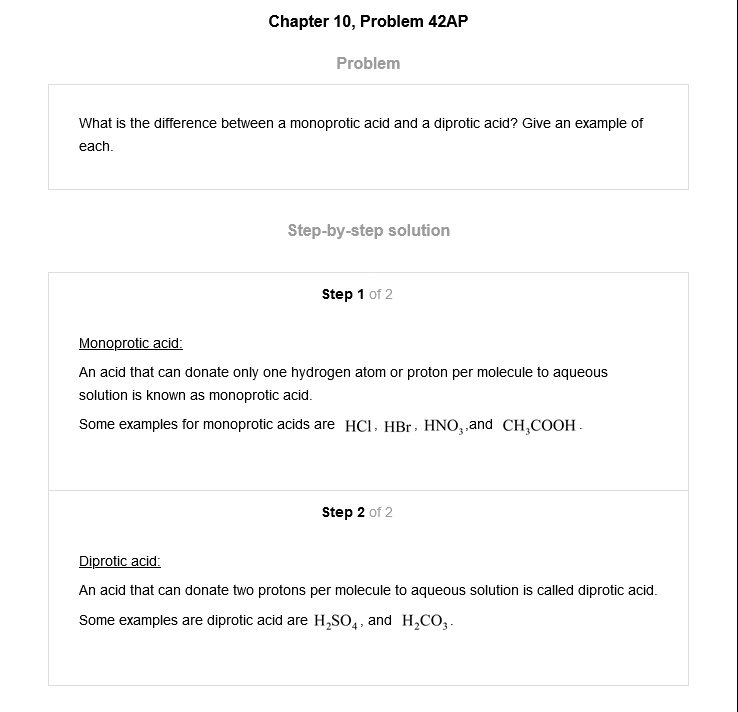 Chapter 10, Problem 42AP
Problem
What is the difference between a monoprotic acid and a diprotic acid? Give an example of
each.
Step-by-step solution
Step 1 of 2
Monoprotic acid:
An acid that can donate only one hydrogen atom or proton per molecule to aqueous
solution is known as monoprotic acid.
Some examples for monoprotic acids are HCl, HBr, HNO₃,and CH₃COOH.
Step 2 of 2
Diprotic acid:
An acid that can donate two protons per molecule to aqueous solution is called diprotic acid.
Some examples are diprotic acid are H₂SO₄, and H₂CO₃.